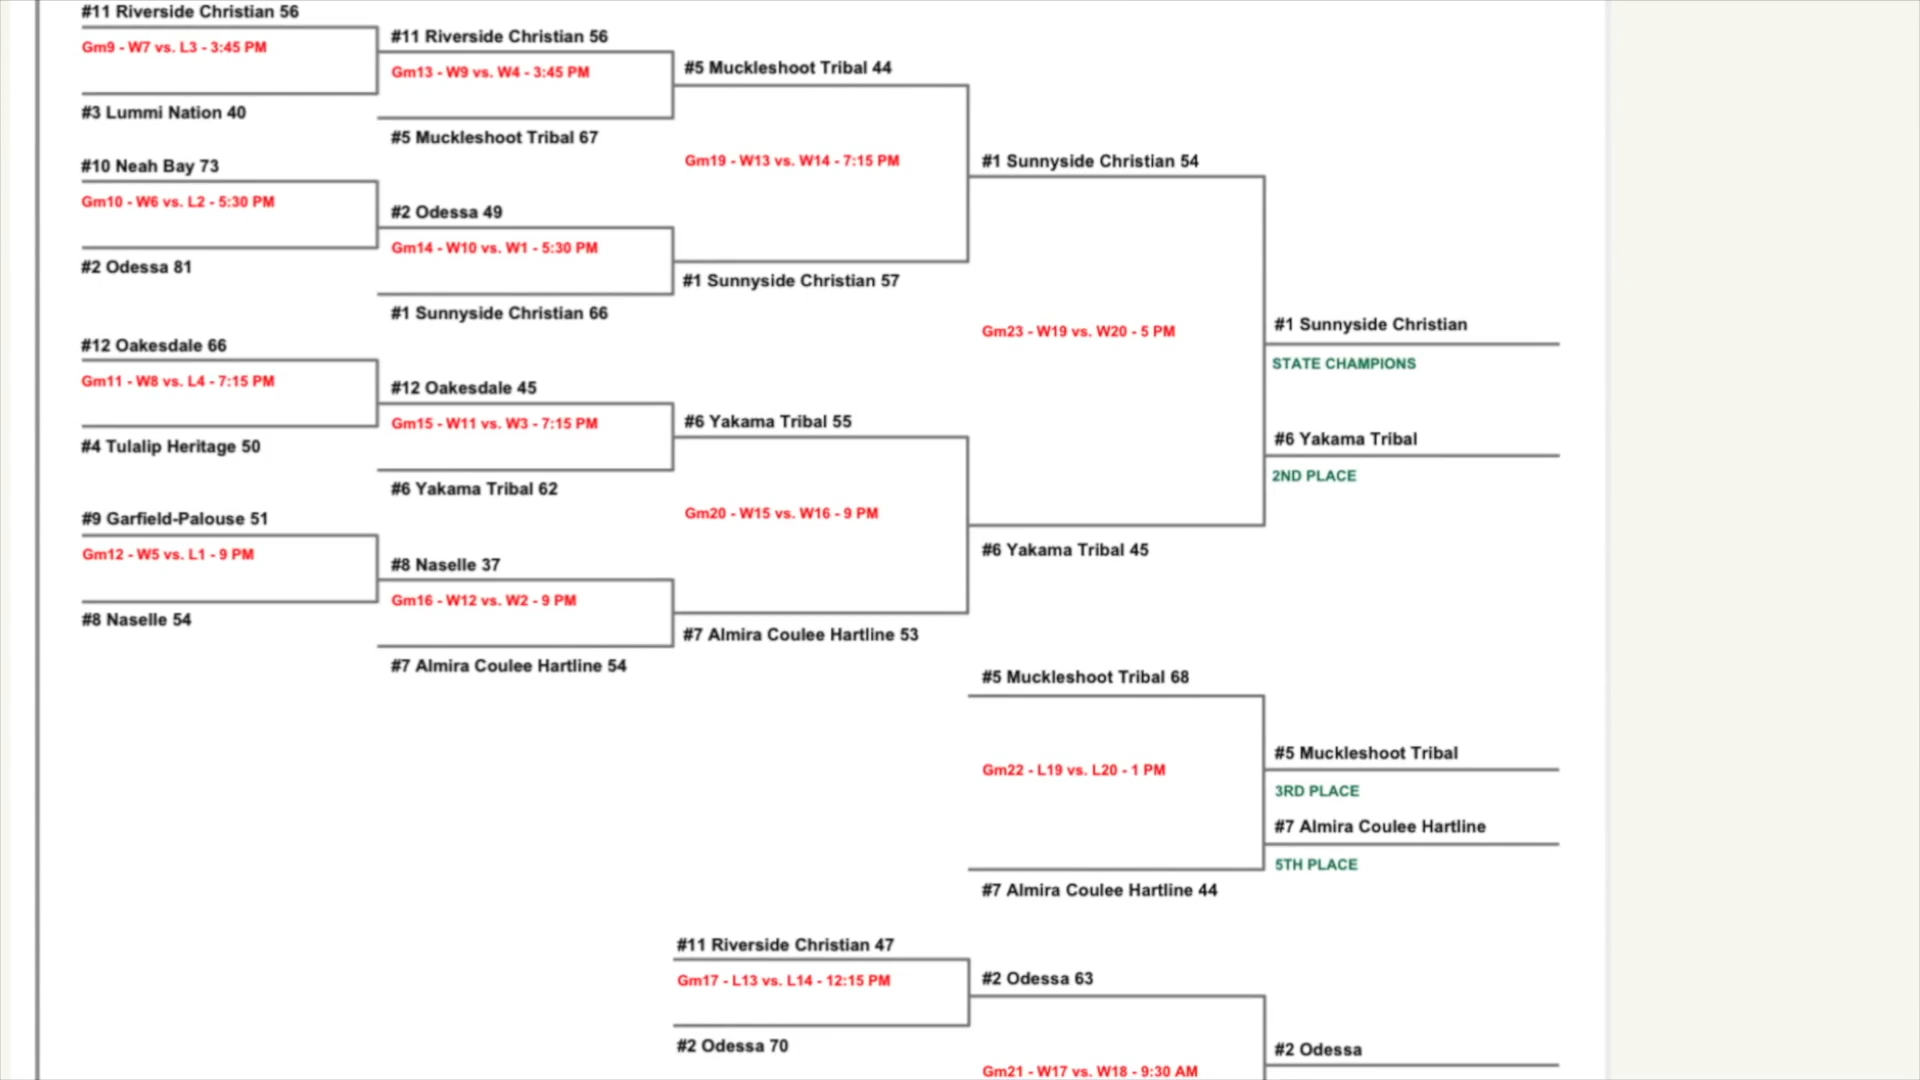 #11 Riverside Christian 56
Gm9 - W7 vs. L3 - 3:45 PM
#3 Lummi Nation 40
#10 Neah Bay 73
Gm10 - W6 vs. L2 - 5:30 PM
#2 Odessa 81
#12 Oakesdale 66
Gm11 - W8 vs. L4 - 7:15 PM
#4 Tulalip Heritage 50
#9 Garfield-Palouse 51
Gm12 - W5 vs. L1 - 9 PM
#8 Naselle 54
#11 Riverside Christian 56
Gm13 - W9 vs. W4 - 3:45 PM
#5 Muckleshoot Tribal 67
#2 Odessa 49
Gm14 - W10 vs. W1 - 5:30 PM
#1 Sunnyside Christian 66
#12 Oakesdale 45
Gm15 - W11 vs. W3 - 7:15 PM
#6 Yakama Tribal 62
#8 Naselle 37
Gm16 - W12 vs. W2 - 9 PM
#7 Almira Coulee Hartline 54
#5 Muckleshoot Tribal 44
Gm19 - W13 vs. W14 - 7:15 PM
#1 Sunnyside Christian 57
#6 Yakama Tribal 55
Gm20 - W15 vs. W16 - 9 PM
#7 Almira Coulee Hartline 53
#1 Sunnyside Christian 54
Gm23 - W19 vs. W20 - 5 PM
#6 Yakama Tribal 45
#1 Sunnyside Christian
STATE CHAMPIONS
#6 Yakama Tribal
2ND PLACE
#5 Muckleshoot Tribal 68
Gm22 - L19 vs. L20 - 1 PM
#7 Almira Coulee Hartline 44
#5 Muckleshoot Tribal
3RD PLACE
#7 Almira Coulee Hartline
5TH PLACE
#11 Riverside Christian 47
Gm17 - L13 vs. L14 - 12:15 PM
#2 Odessa 70
#2 Odessa 63
Gm21 - W17 vs. W18 - 9:30 AM
#2 Odessa